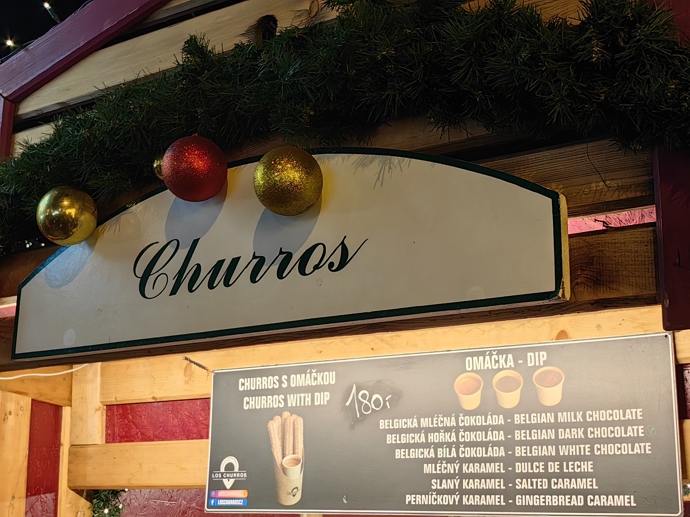 Churros
CHURROS S OMÁČKOU
CHURROS WITH DIP
180,-
OMÁČKA - DIP
BELGICKÁ MLÉČNÁ ČOKOLÁDA - BELGIAN MILK CHOCOLATE
BELGICKÁ HOŘKÁ ČOKOLÁDA - BELGIAN DARK CHOCOLATE
BELGICKÁ BÍLÁ ČOKOLÁDA - BELGIAN WHITE CHOCOLATE
MLÉČNÝ KARAMEL - DULCE DE LECHE
SLANÝ KARAMEL - SALTED CARAMEL
PERNÍČKOVÝ KARAMEL - GINGERBREAD CARAMEL
LOS CHURROS